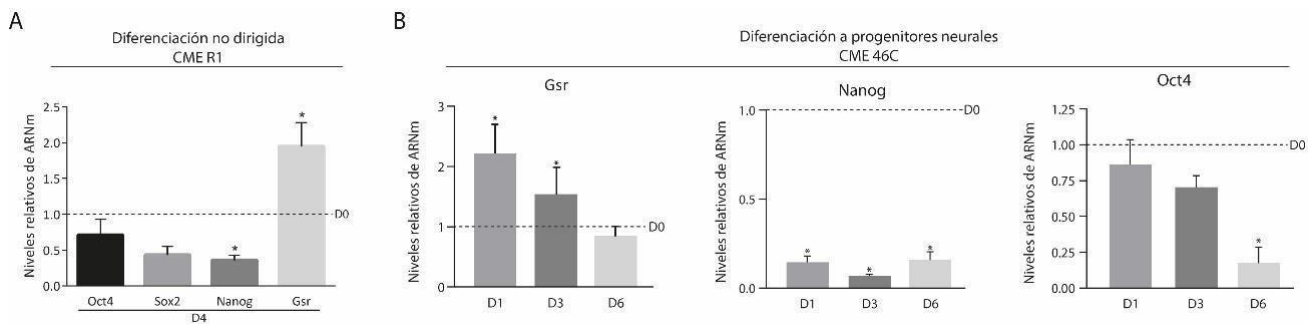 A
Diferenciación no dirigida
CME R1
Niveles relativos de ARNm
2.5
2.0
1.5
1.0
0.5
0.0
*
*
D0
Oct4 Sox2 Nanog Gsr
D4
B
Diferenciación a progenitores neurales
CME 46C
Gsr
Niveles relativos de ARNm
3
2
1
0
*
*
D0
D1 D3 D6
Nanog
Niveles relativos de ARNm
1.0
0.5
0.0
D0
*
*
*
D1 D3 D6
Oct4
Niveles relativos de ARNm
1.25
1.00
0.75
0.50
0.25
0.00
D0
*
D1 D3 D6